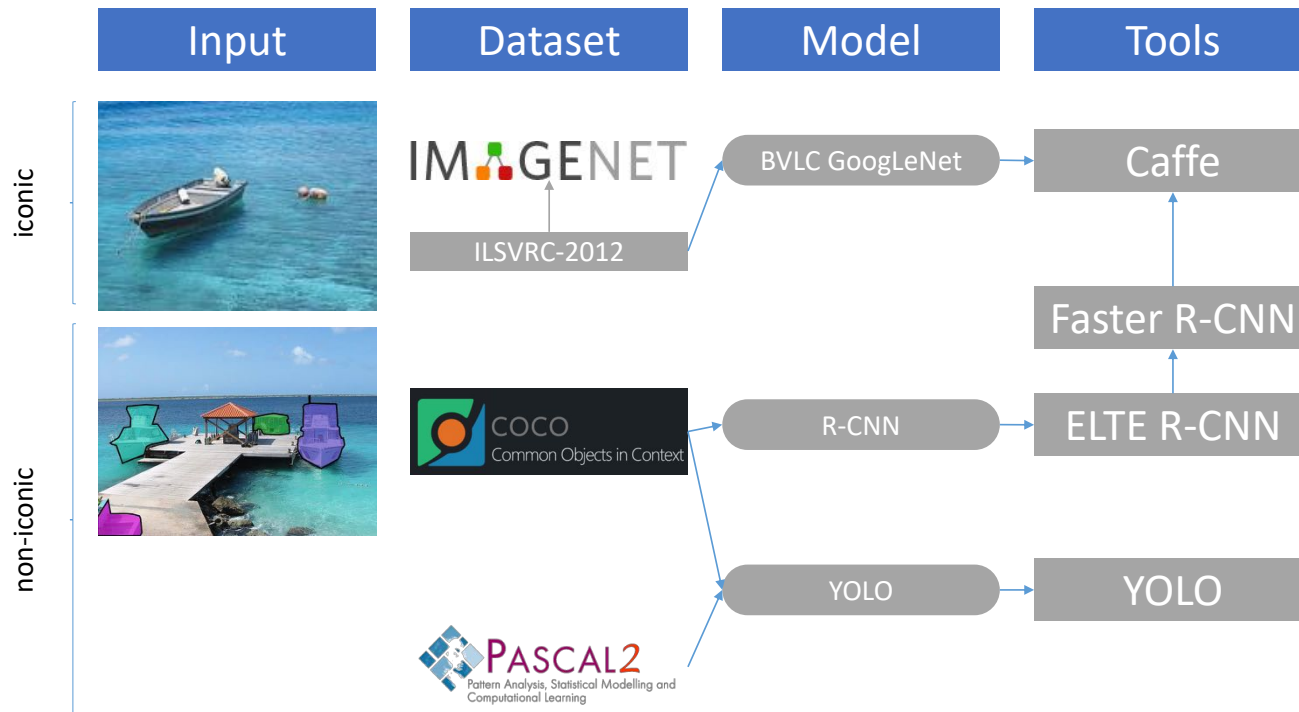 Input
Dataset
Model
Tools
iconic
IMAGENET
BVLC GoogLeNet
Caffe
ILSVRC-2012
Faster R-CNN
non-iconic
COCO
Common Objects in Context
R-CNN
ELTE R-CNN
YOLO
YOLO
PASCAL2
Pattern Analysis, Statistical Modelling and
Computational Learning